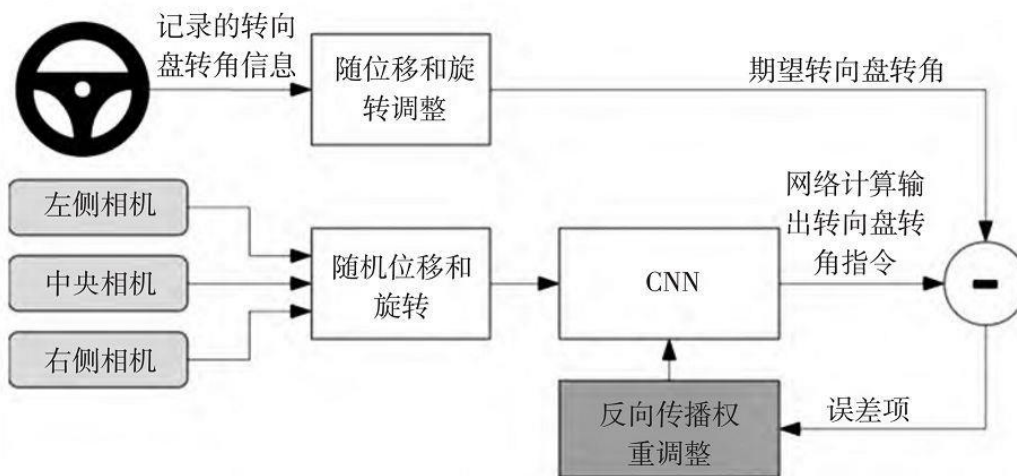 记录的转向
盘转角信息
随位移和旋
转调整
期望转向盘转角
左侧相机
中央相机
右侧相机
随机位移和
旋转
CNN
网络计算输
出转向盘转
角指令
反向传播权
重调整
误差项